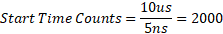 Start Time Counts = 10us / 5ns = 2000